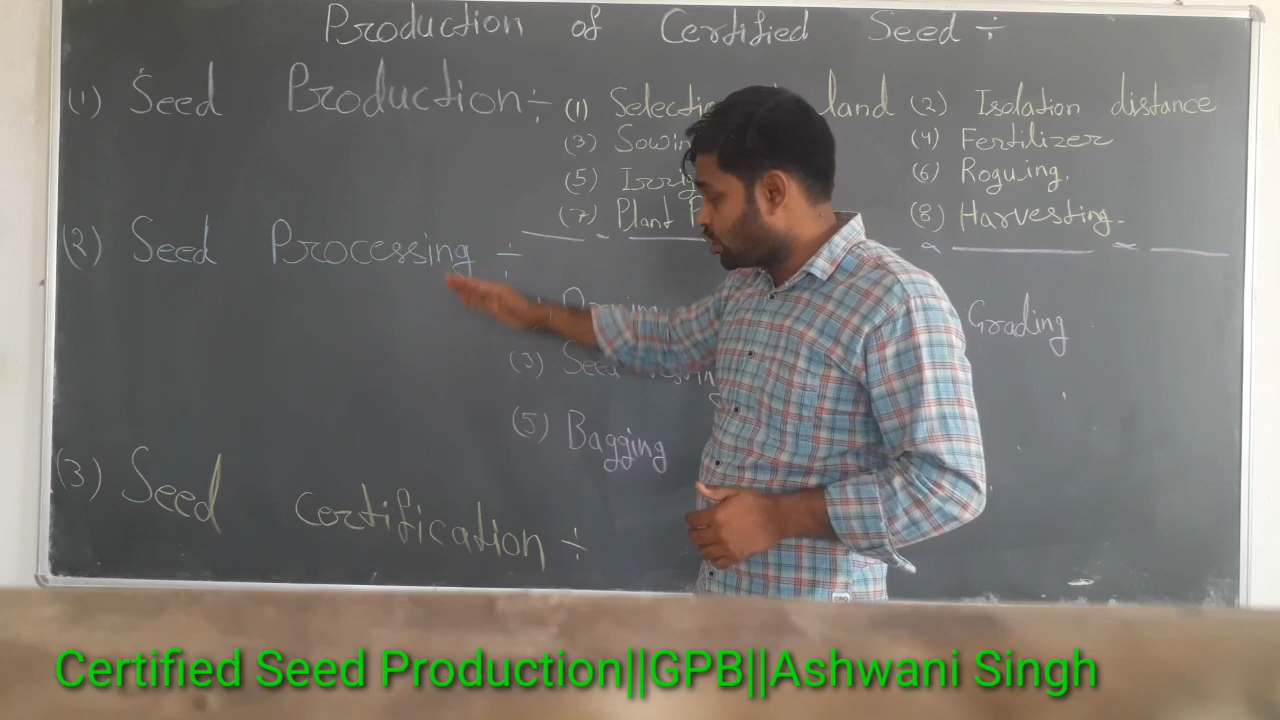 Production of Certified Seed ÷
(1) Seed Production ÷ (1) land (2) Isolation distance
(3) (4) Fertilizer
(5) (6) Roguing.
(7) Plant (8) Harvesting.
(2) Seed Processing ÷
Grading
(3) Seed
(5) Bagging
(3) Seed certification ÷
Certified Seed Production||GPB||Ashwani Singh